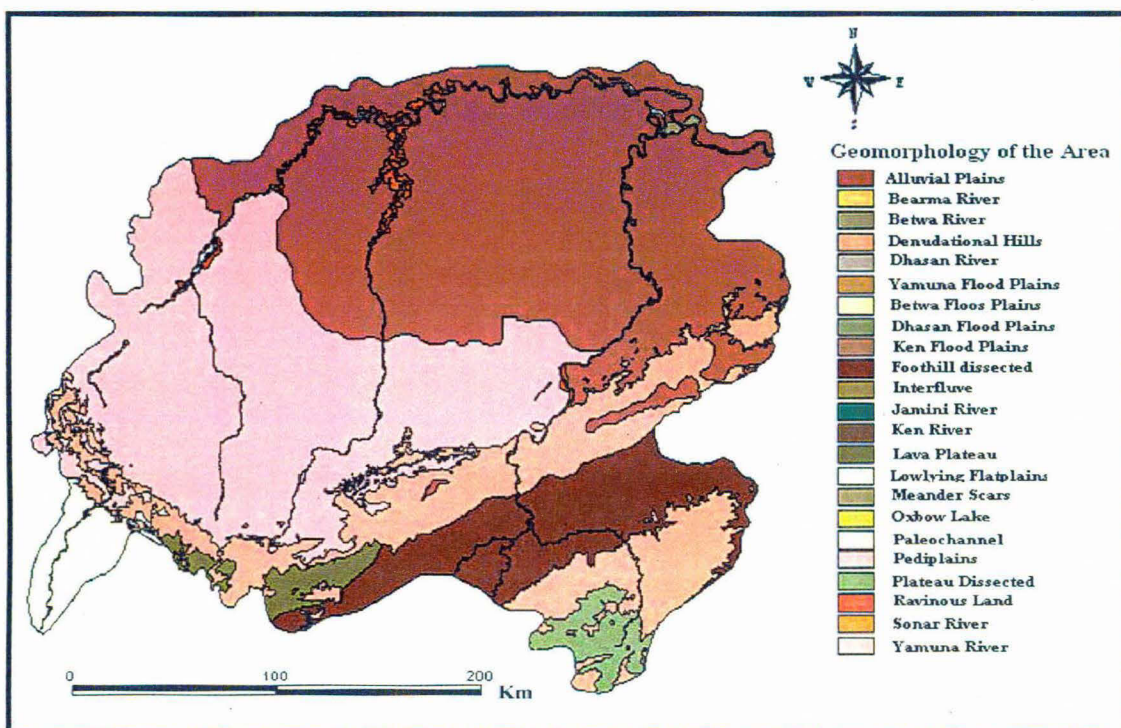 N
W E
S
Geomorphology of the Area
Alluvial Plains
Bearma River
Betwa River
Denudational Hills
Dhasan River
Yamuna Flood Plains
Betwa Floos Plains
Dhasan Flood Plains
Ken Flood Plains
Foothill dissected
Interfluve
Jamini River
Ken River
Lava Plateau
Lowlying Flatplains
Meander Scars
Oxbow Lake
Paleochannel
Pediplains
Plateau Dissected
Ravinous Land
Sonar River
Yamuna River
0 100 200
Km